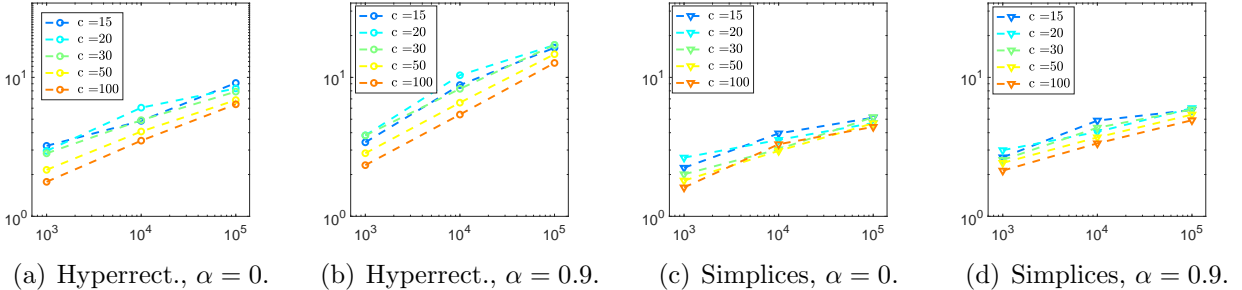 c =15
c =20
c =30
c =50
c =100
10^1
10^0
10^3 10^4 10^5
(a) Hyperrect., α = 0.
c =15
c =20
c =30
c =50
c =100
10^1
10^0
10^3 10^4 10^5
(b) Hyperrect., α = 0.9.
c =15
c =20
c =30
c =50
c =100
10^1
10^0
10^3 10^4 10^5
(c) Simplices, α = 0.
c =15
c =20
c =30
c =50
c =100
10^1
10^0
10^3 10^4 10^5
(d) Simplices, α = 0.9.